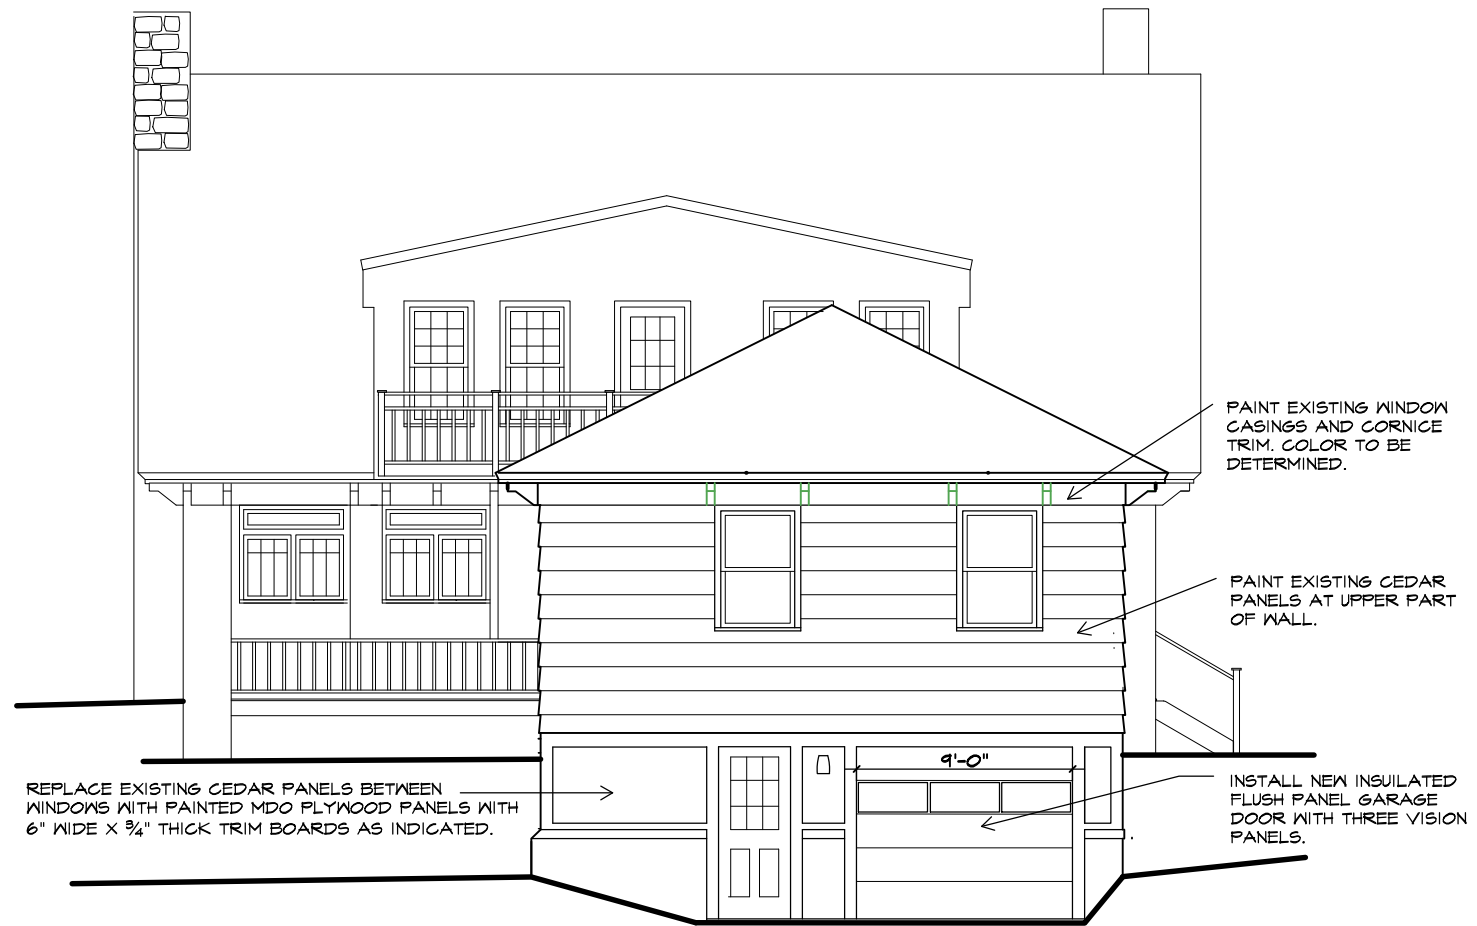 PAINT EXISTING WINDOW
CASINGS AND CORNICE
TRIM. COLOR TO BE
DETERMINED.
PAINT EXISTING CEDAR
PANELS AT UPPER PART
OF WALL.
9'-0"
REPLACE EXISTING CEDAR PANELS BETWEEN
WINDOWS WITH PAINTED MDO PLYWOOD PANELS WITH
6" WIDE X ¾" THICK TRIM BOARDS AS INDICATED.
INSTALL NEW INSULATED
FLUSH PANEL GARAGE
DOOR WITH THREE VISION
PANELS.